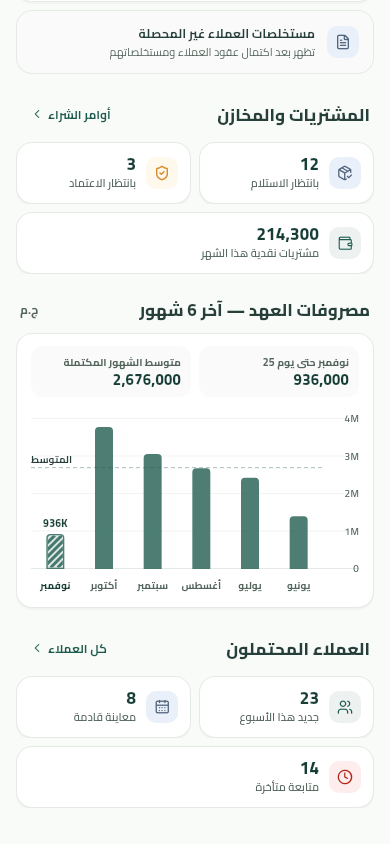 مستخلصات العملاء غير المحصلة
تظهر بعد اكتمال عقود العملاء ومستخلصاتهم
المشتريات والمخازن
أوامر الشراء
12
بانتظار الاستلام
3
بانتظار الاعتماد
214,300
مشتريات نقدية هذا الشهر
مصروفات العهد — آخر 6 شهور
ج.م
نوفمبر حتى يوم 25
936,000
متوسط الشهور المكتملة
2,676,000
4M
3M
2M
1M
0
المتوسط
936K
يونيو
يوليو
أغسطس
سبتمبر
أكتوبر
نوفمبر
العملاء المحتملون
كل العملاء
23
جديد هذا الأسبوع
8
معاينة قادمة
14
متابعة متأخرة